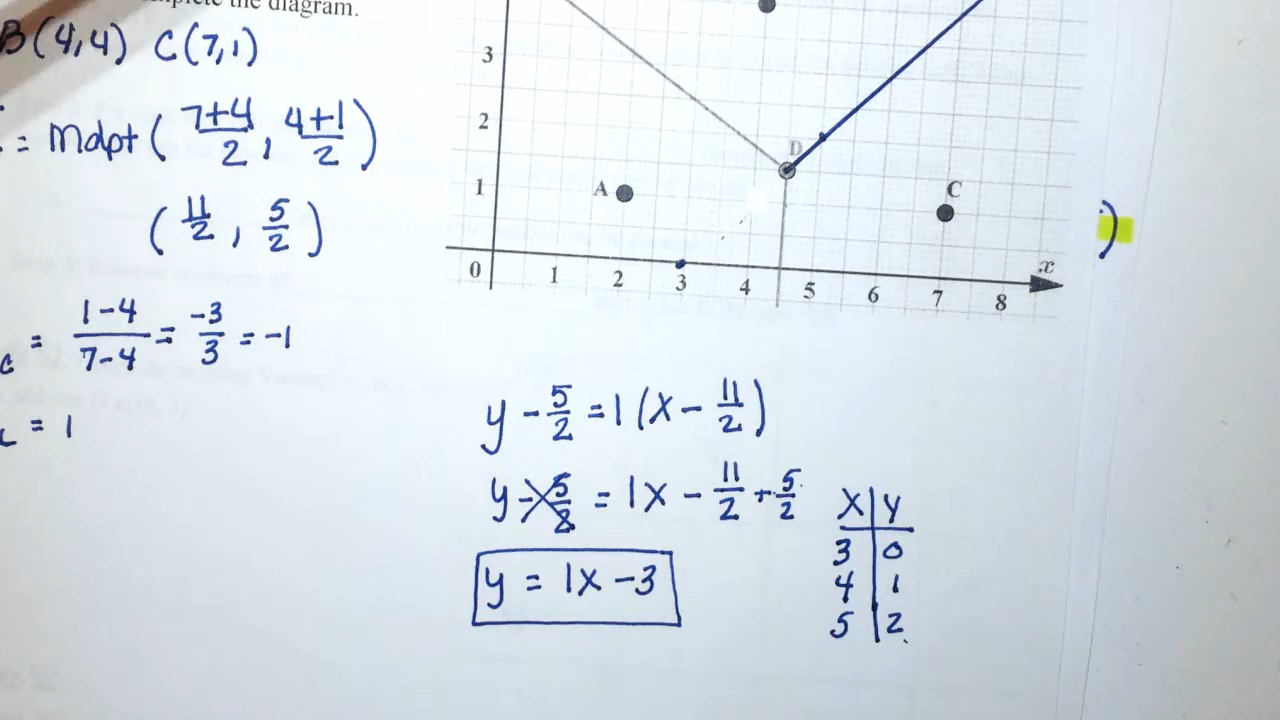 the diagram.
B(4,4) C(7,1)
= Mdpt ( 7+4/2 , 4+1/2 )
( 11/2 , 5/2 )
= 1-4/7-4 = -3/3 = -1
= 1
3
2
1
0 1 2 3 4 5 6 7 8 x
A
D
C
)
y - 5/2 = 1 (x - 11/2)
y - 5/2 = 1x - 11/2 + 5/2
y = 1x - 3
X Y
3 0
4 1
5 2